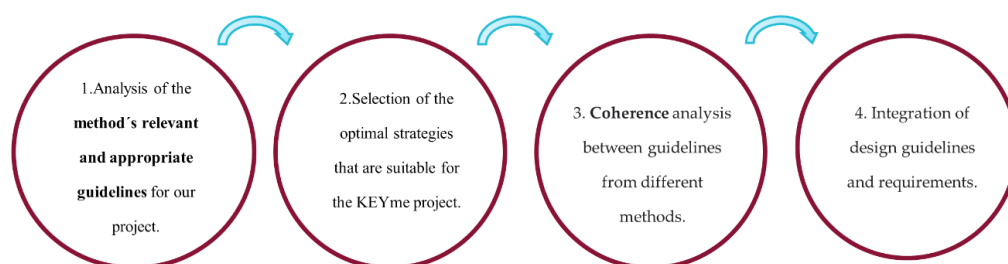 1.Analysis of the
method´s relevant
and appropriate
guidelines for our
project.
2.Selection of the
optimal strategies
that are suitable for
the KEYme project.
3. Coherence analysis
between guidelines
from different
methods.
4. Integration of
design guidelines
and requirements.